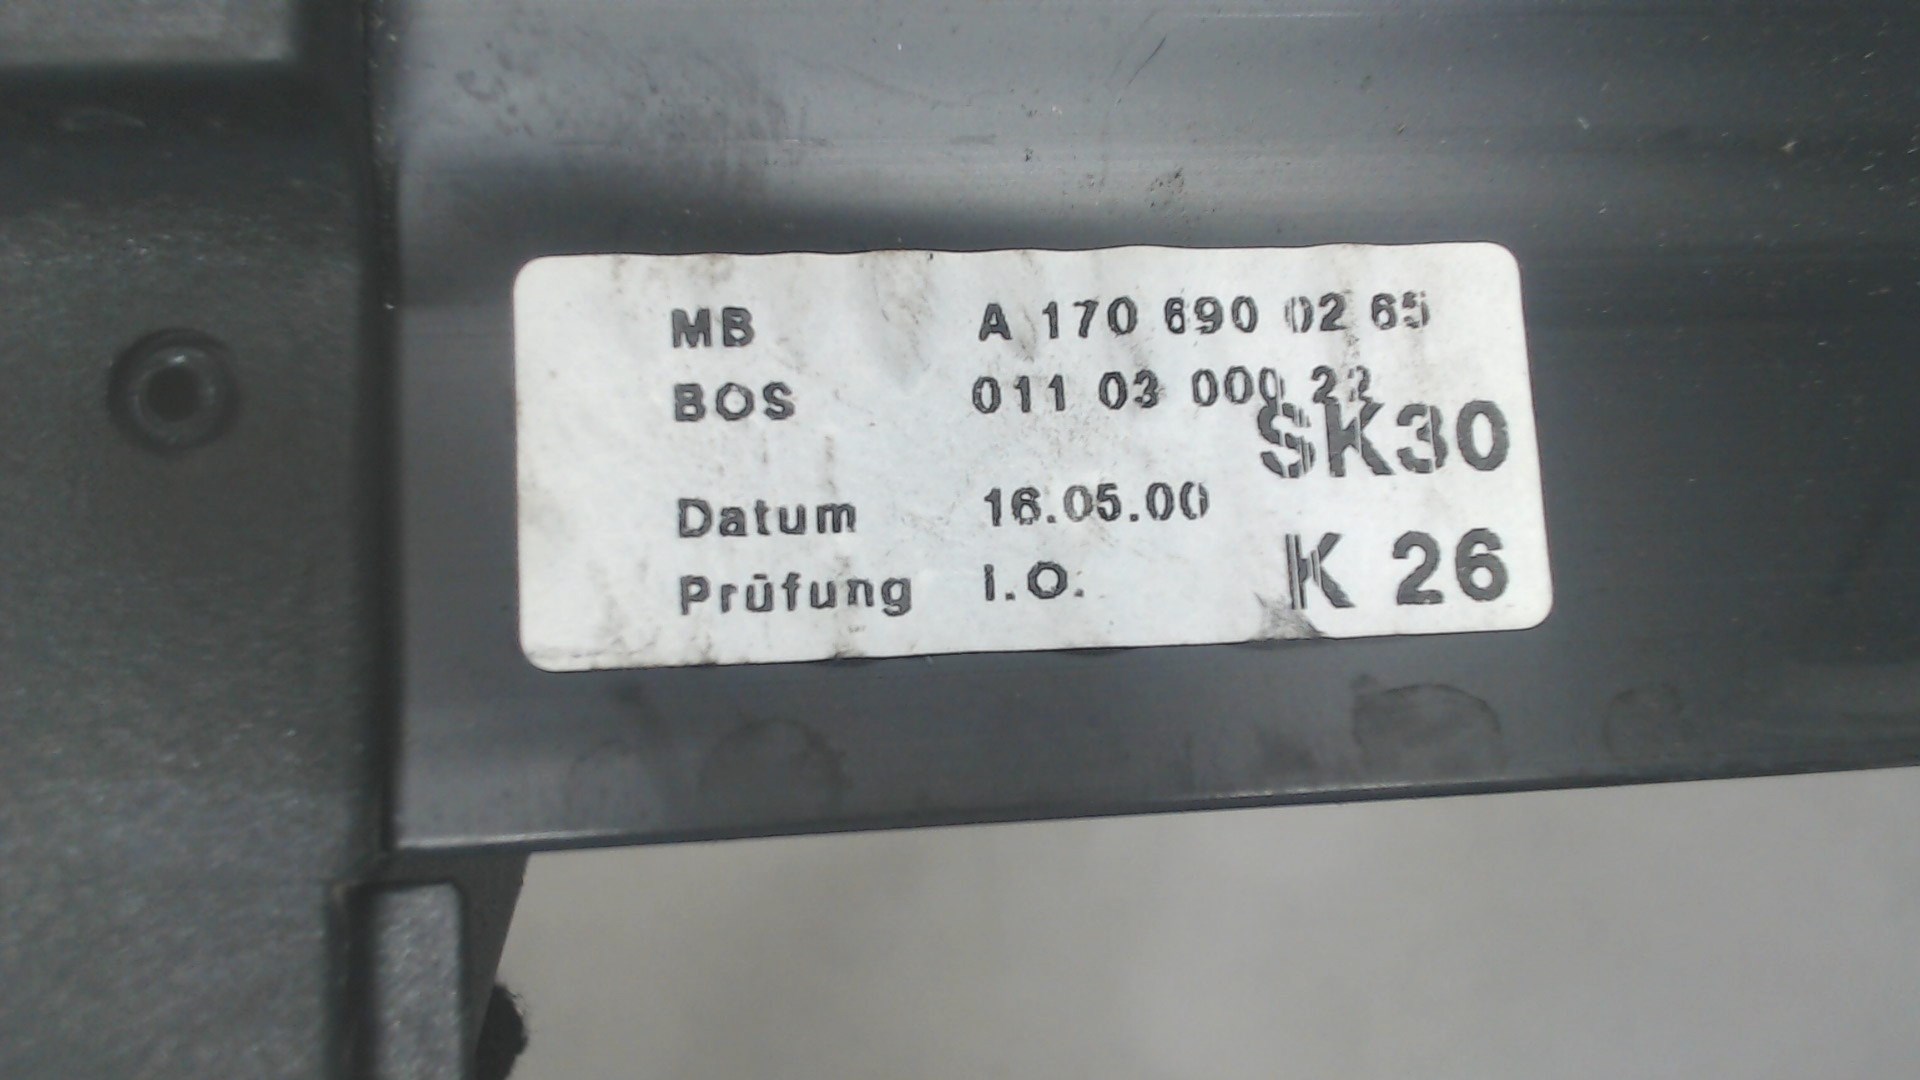 MB A 170 690 02 65
BOS 011 03 000 22
SK30
Datum 16.05.00
Prüfung I.O. K 26